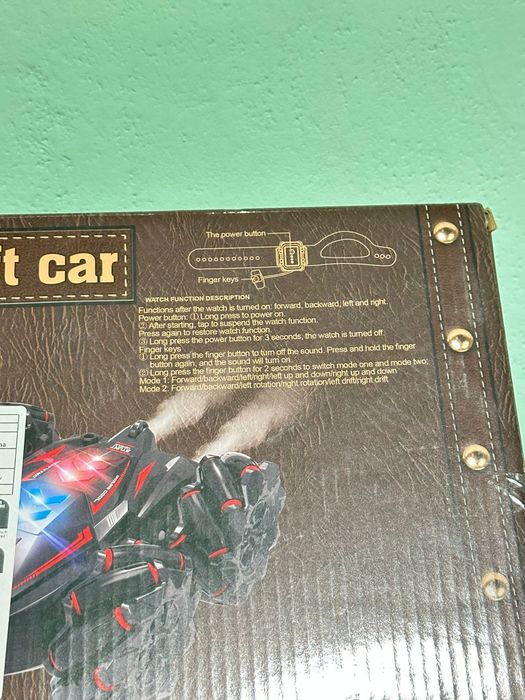 The power button
ft car
Finger keys
WATCH FUNCTION DESCRIPTION
Functions after the watch is turned on: forward, backward, left and right.
Power button: ① Long press to power on.
② After starting, tap to suspend the watch function.
Press again to restore watch function.
③ Long press the power button for 3 seconds, the watch is turned off.
Finger keys
① Long press the finger button to turn off the sound. Press and hold the finger
button again, and the sound will turn on.
② Long press the finger button for 2 seconds to switch mode one and mode two;
Mode 1: Forward/backward/left/right/left up and down/right up and down
Mode 2: Forward/backward/left rotation/right rotation/left drift/right drift